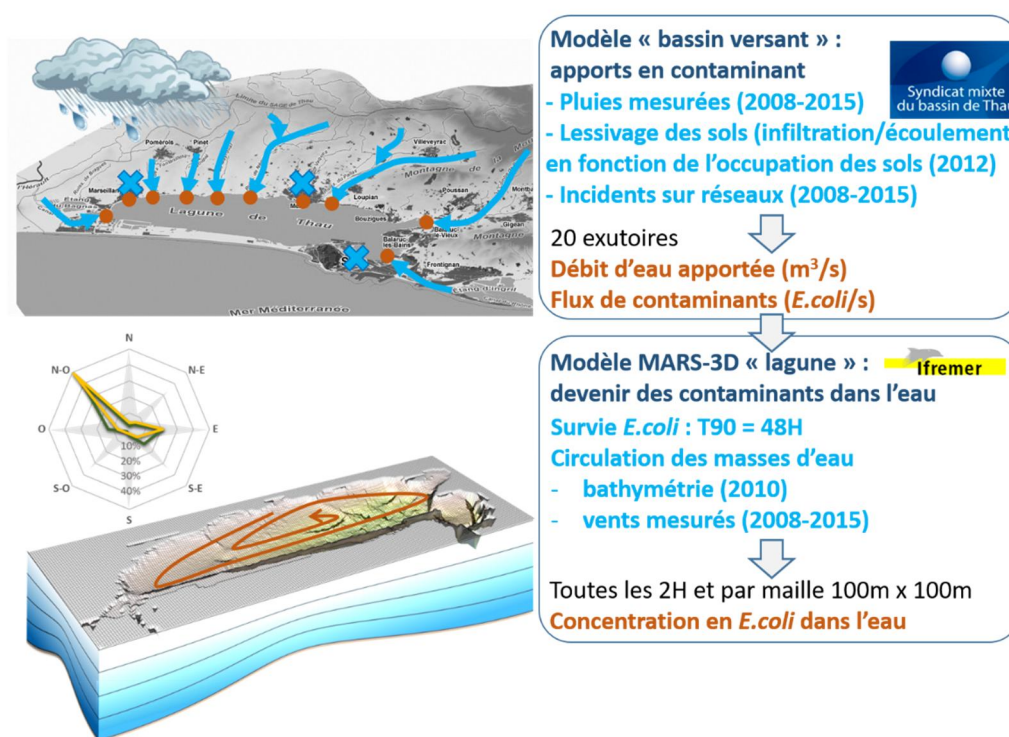 Modèle « bassin versant » :
apports en contaminant
- Pluies mesurées (2008-2015)
- Lessivage des sols (infiltration/écoulement
en fonction de l'occupation des sols (2012)
- Incidents sur réseaux (2008-2015)
Syndicat mixte
du bassin de Thau
20 exutoires
Débit d'eau apportée (m³/s)
Flux de contaminants (E.coli/s)
Modèle MARS-3D « lagune » :
devenir des contaminants dans l'eau
Ifremer
Survie E.coli : T90 = 48H
Circulation des masses d'eau
- bathymétrie (2010)
- vents mesurés (2008-2015)
Toutes les 2H et par maille 100m x 100m
Concentration en E.coli dans l'eau
Pomérols
Pinet
Villeveyrac
Marseillan
Loupian
Poussan
Bouzigues
Gigean
Lagune de Thau
Balaruc
les-Bains
Frontignan
Mer Méditerranée
N
N-O
N-E
O
E
10%
20%
30%
40%
S-O
S-E
S